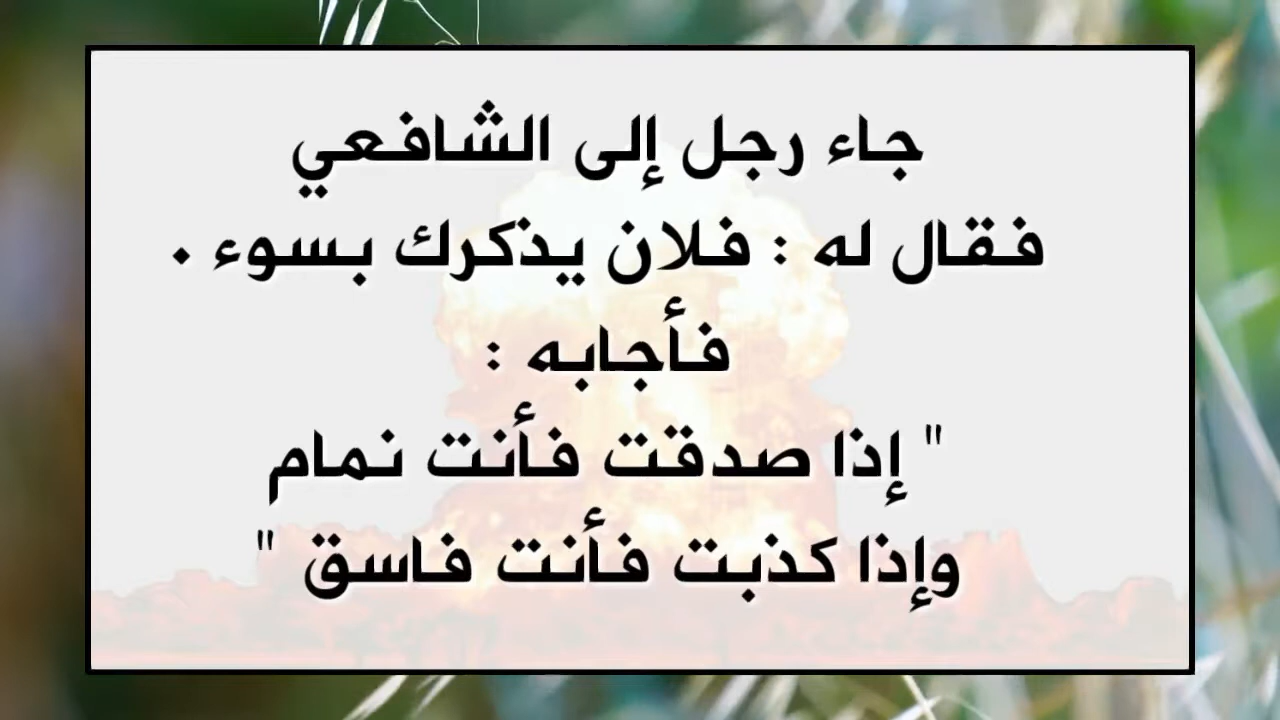 جاء رجل إلى الشافعي
فقال له : فلان يذكرك بسوء .
فأجابه :
" إذا صدقت فأنت نمام
وإذا كذبت فأنت فاسق "